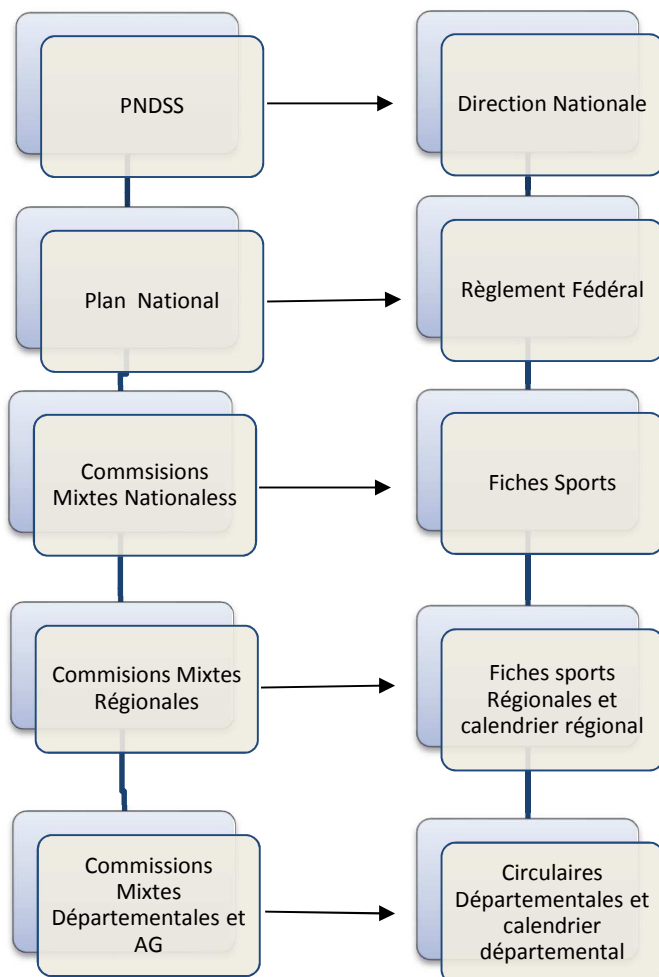 PNDSS
Direction Nationale
Plan National
Règlement Fédéral
Commsisions
Mixtes Nationaless
Fiches Sports
Commisions Mixtes
Régionales
Fiches sports
Régionales et
calendrier régional
Commissions
Mixtes
Départementales et
AG
Circulaires
Départementales et
calendrier
départemental